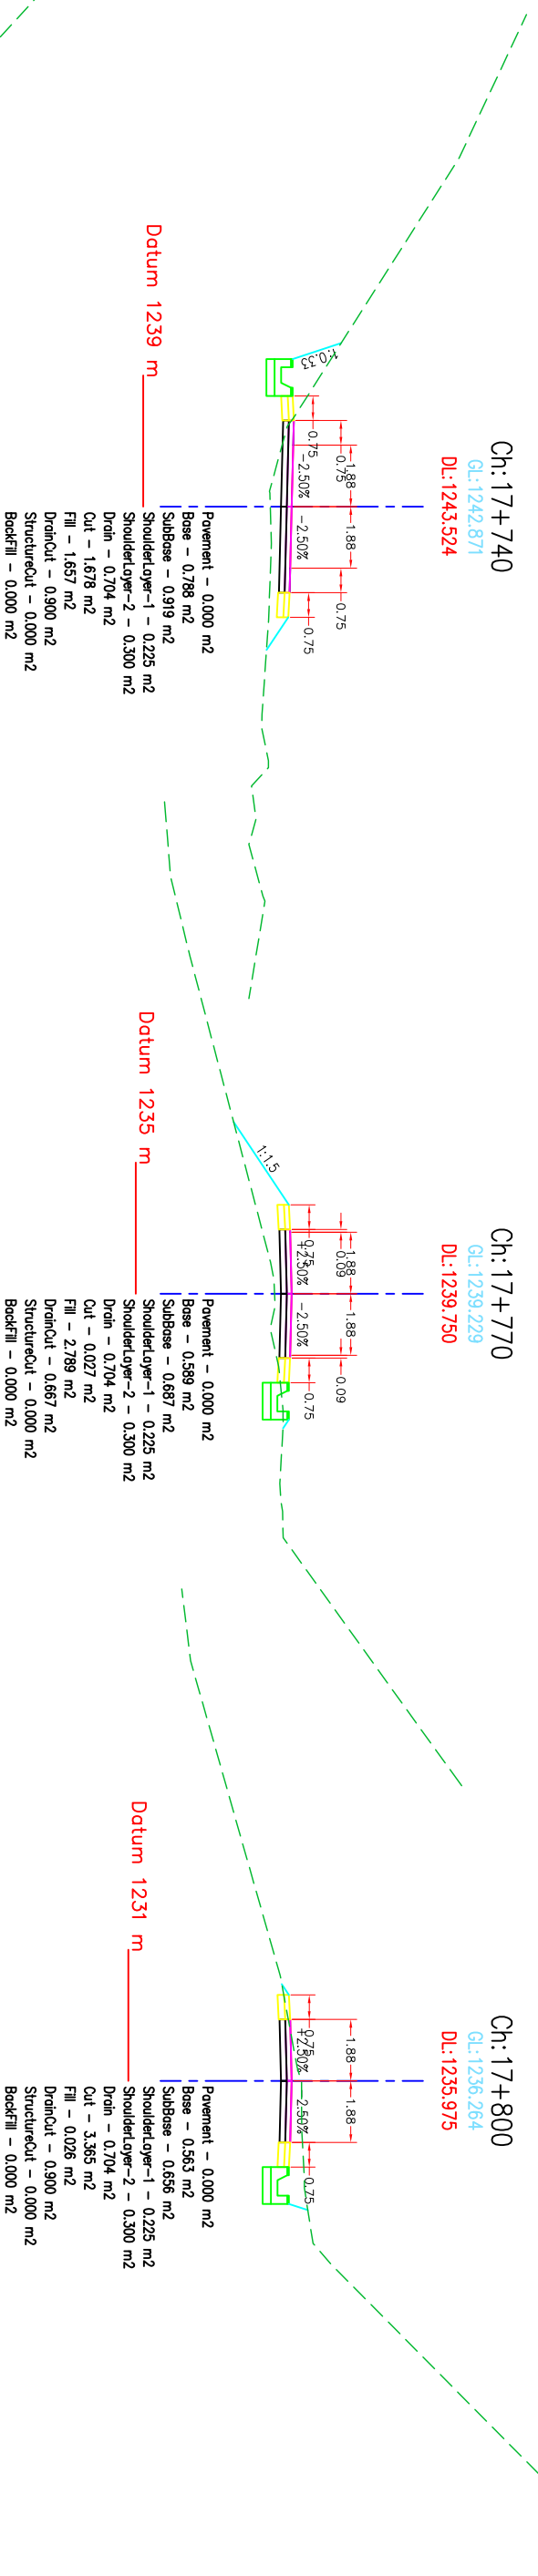 Ch:17+740
GL:1242.871
DL:1243.524
1.88
1.88
0.75
0.75
0.75
0.75
-2.50%
-2.50%
1:0.33
Datum 1239 m
Pavement - 0.000 m2
Base - 0.788 m2
SubBase - 0.919 m2
ShoulderLayer-1 - 0.225 m2
ShoulderLayer-2 - 0.300 m2
Drain - 0.704 m2
Cut - 1.678 m2
Fill - 1.657 m2
DrainCut - 0.900 m2
StructureCut - 0.000 m2
BackFill - 0.000 m2
Ch:17+770
GL:1239.229
DL:1239.750
1.88
1.88
0.09
0.09
0.75
0.75
+2.50%
-2.50%
1:1.5
Datum 1235 m
Pavement - 0.000 m2
Base - 0.589 m2
SubBase - 0.687 m2
ShoulderLayer-1 - 0.225 m2
ShoulderLayer-2 - 0.300 m2
Drain - 0.704 m2
Cut - 0.027 m2
Fill - 2.789 m2
DrainCut - 0.667 m2
StructureCut - 0.000 m2
BackFill - 0.000 m2
Ch:17+800
GL:1236.264
DL:1235.975
1.88
1.88
0.75
0.75
+2.50%
-2.50%
Datum 1231 m
Pavement - 0.000 m2
Base - 0.563 m2
SubBase - 0.656 m2
ShoulderLayer-1 - 0.225 m2
ShoulderLayer-2 - 0.300 m2
Drain - 0.704 m2
Cut - 3.365 m2
Fill - 0.026 m2
DrainCut - 0.900 m2
StructureCut - 0.000 m2
BackFill - 0.000 m2